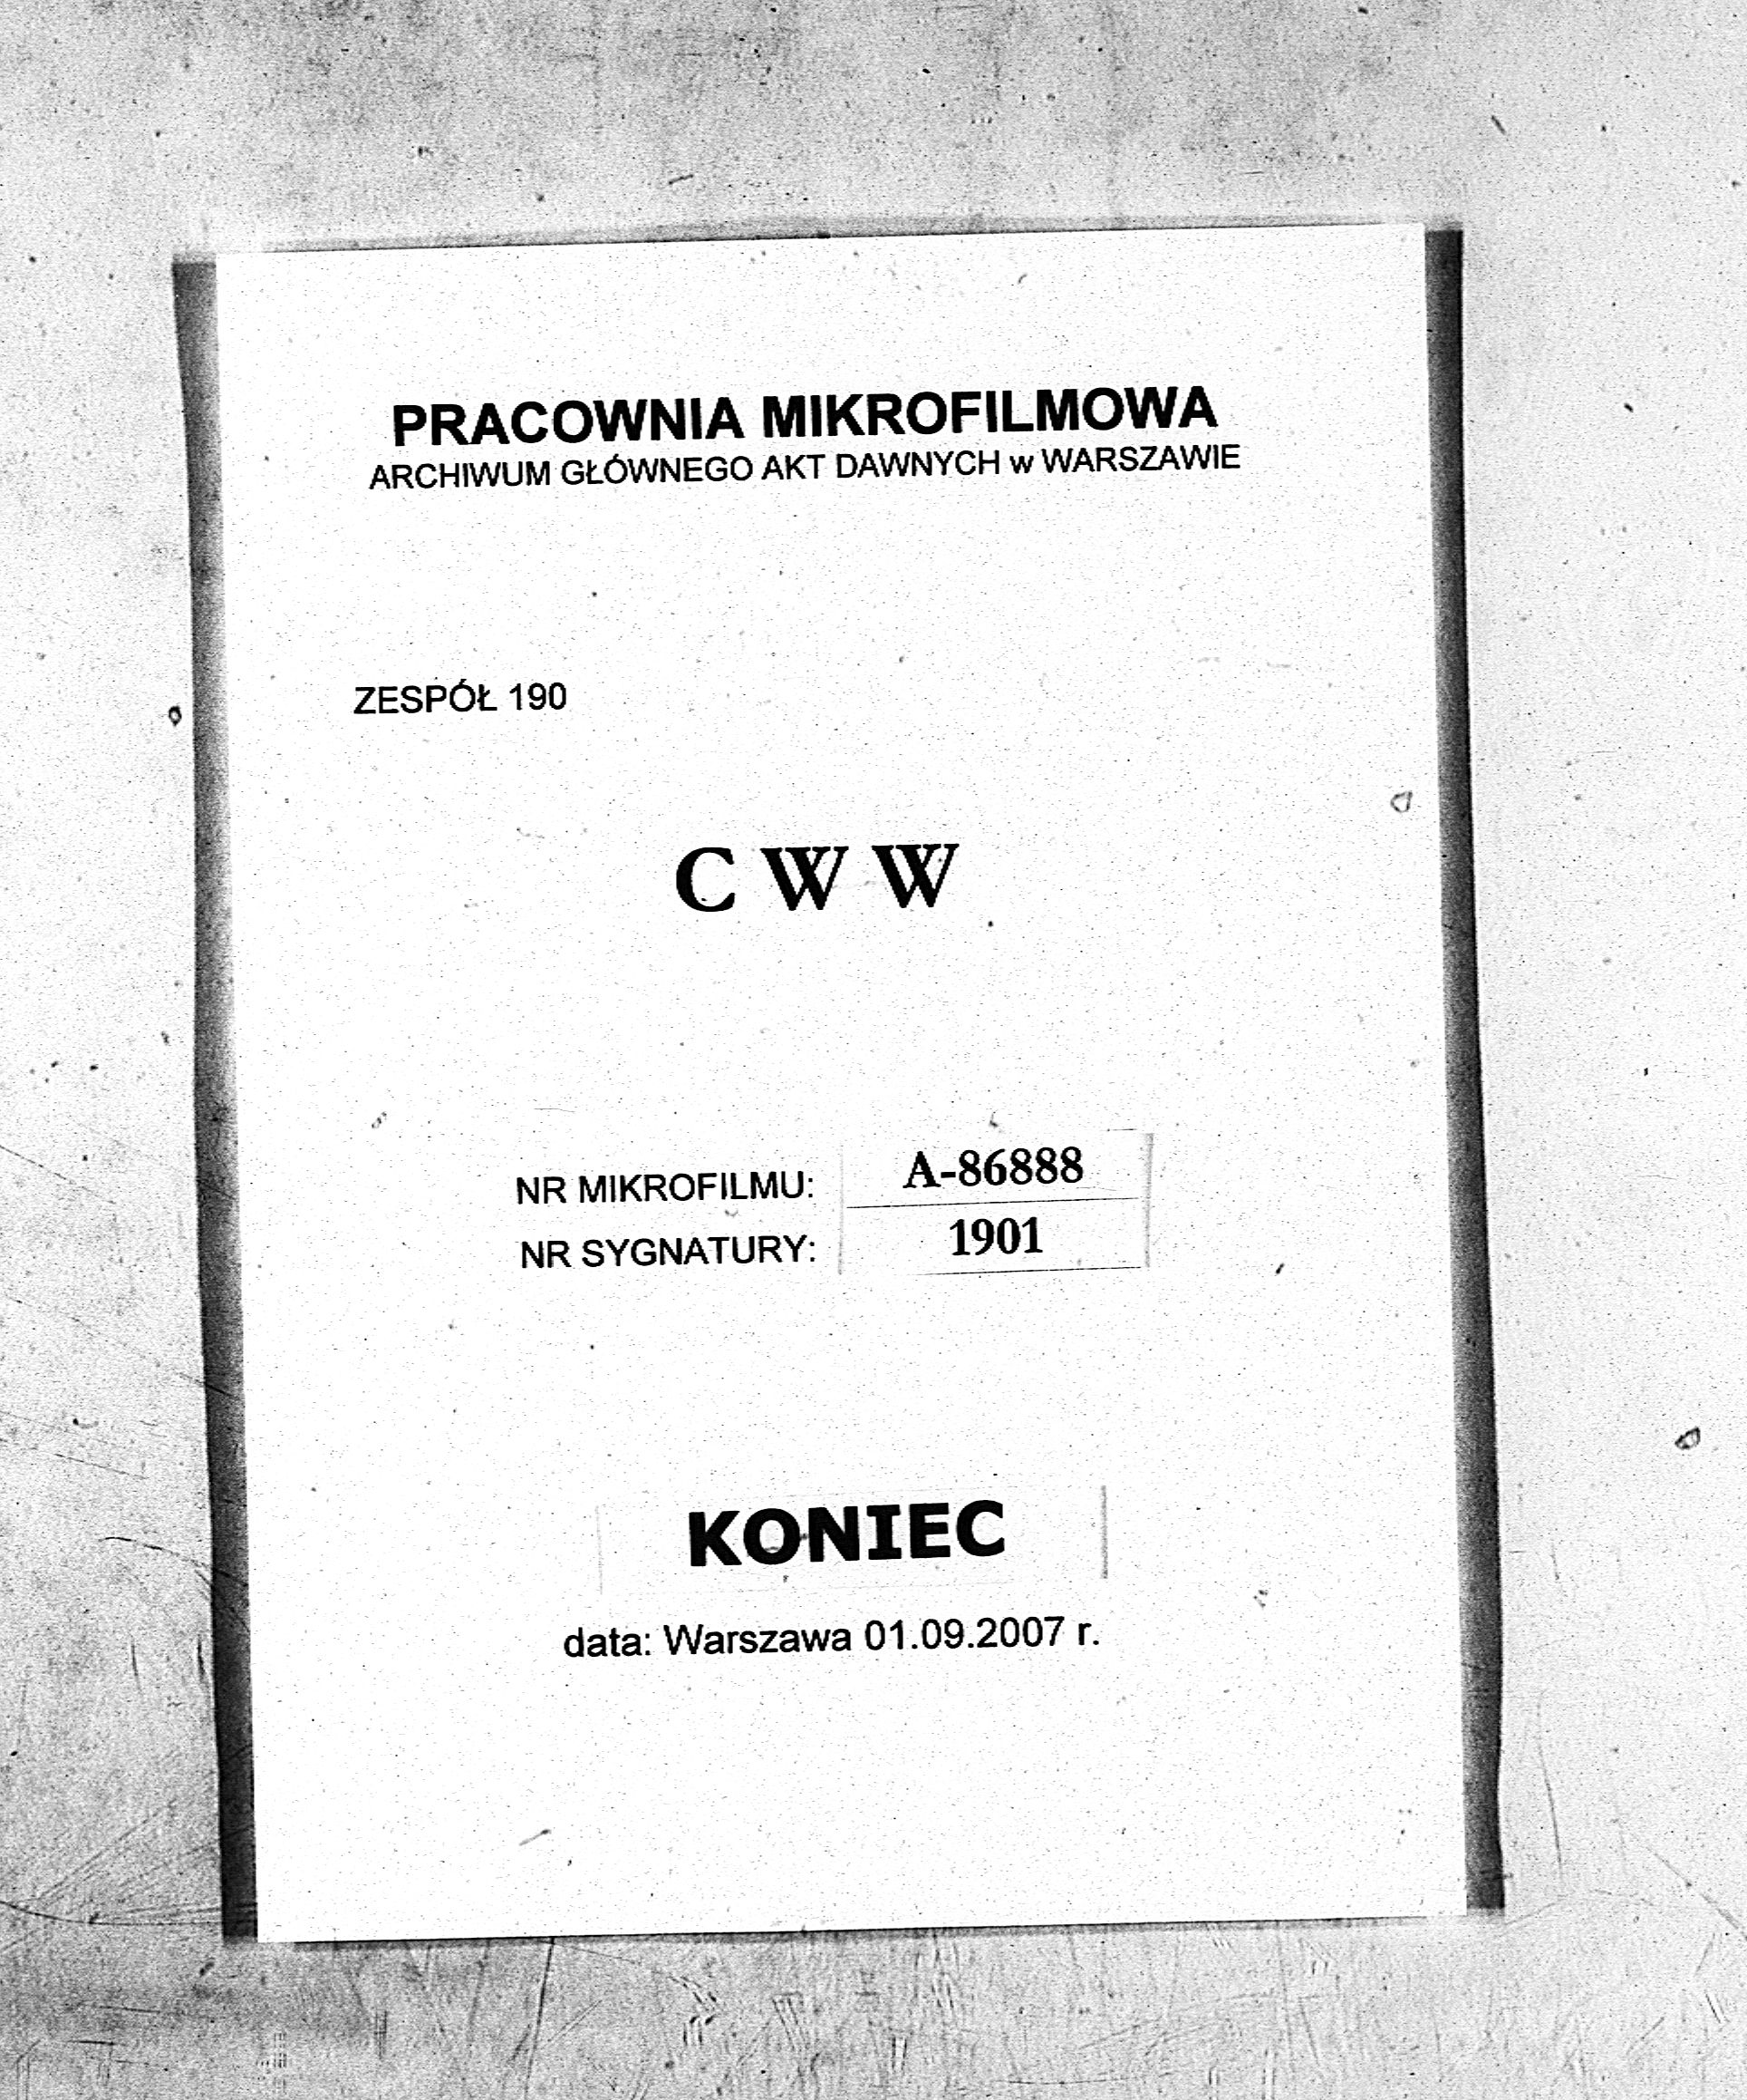 PRACOWNIA MIKROFILMOWA
ARCHIWUM GŁÓWNEGO AKT DAWNYCH w WARSZAWIE
ZESPÓŁ 190
C W W
NR MIKROFILMU: A-86888
NR SYGNATURY: 1901
KONIEC
data: Warszawa 01.09.2007 r.